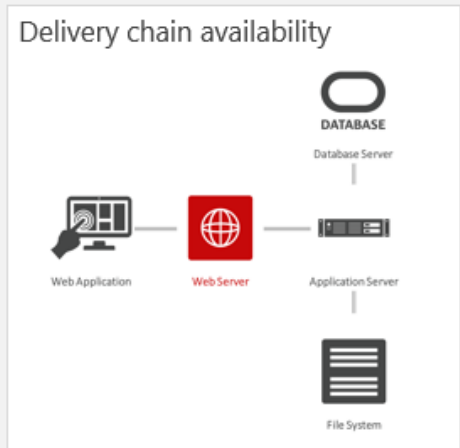 Delivery chain availability
DATABASE
Database Server
Web Application
Web Server
Application Server
File System